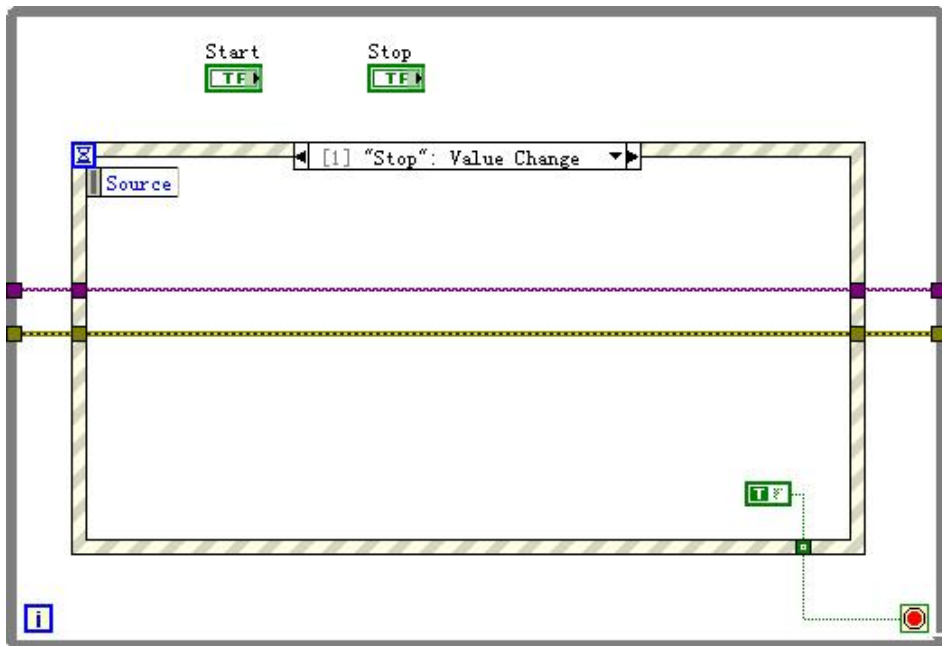 Start Stop
TF TF
[1] "Stop": Value Change
Source
T
i